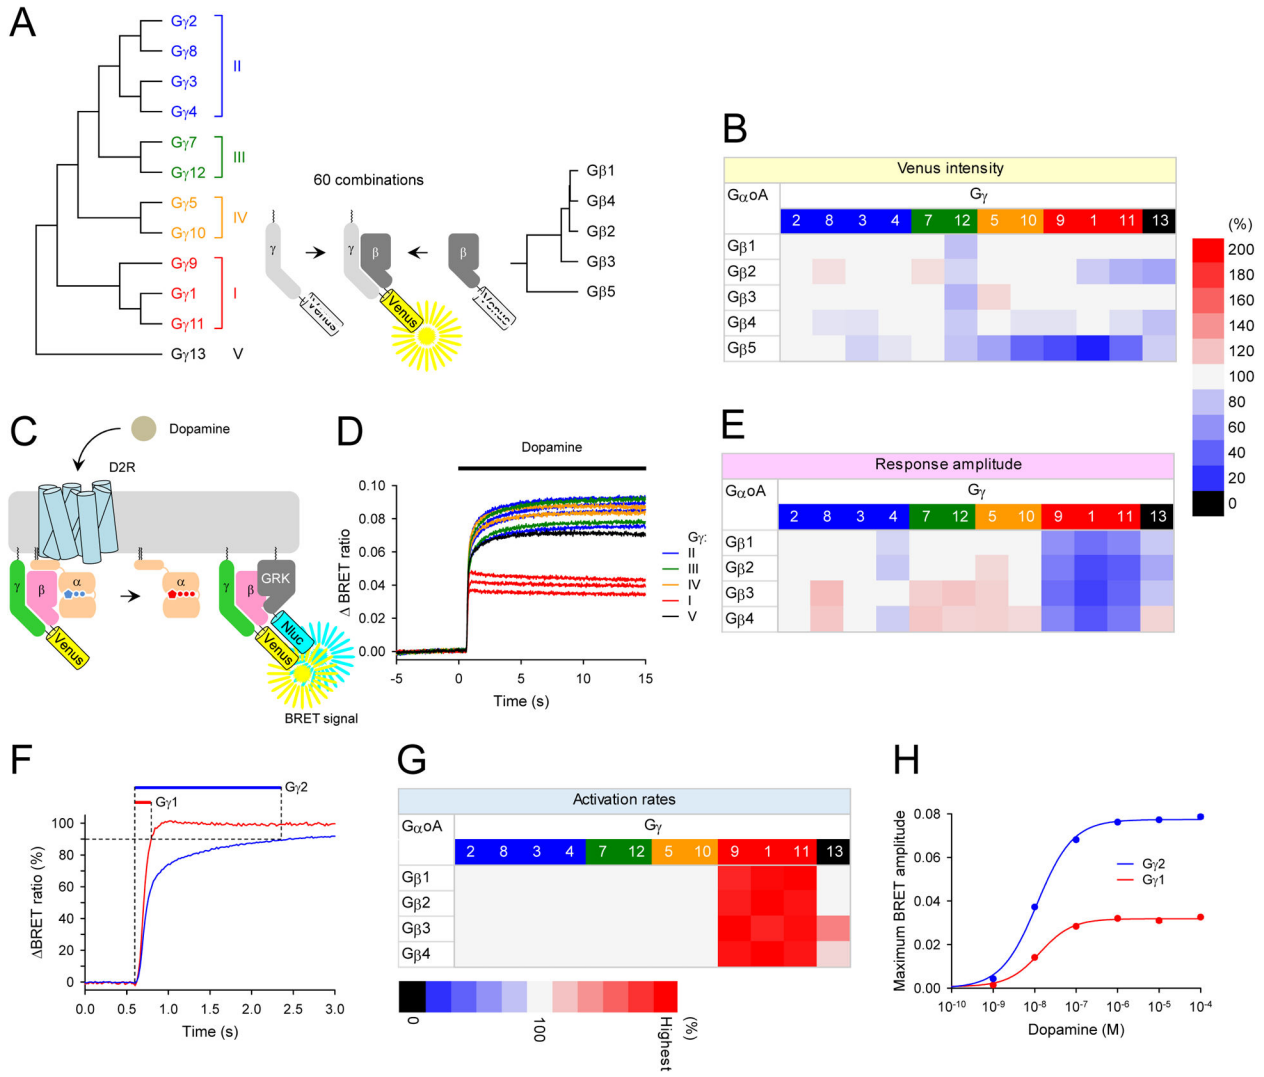 A
Gγ2
Gγ8
Gγ3
Gγ4
II
Gγ7
Gγ12
III
Gγ5
Gγ10
IV
Gγ9
Gγ1
Gγ11
I
Gγ13
V
60 combinations
γ
Venus
γ
β
Venus
β
Venus
Gβ1
Gβ4
Gβ2
Gβ3
Gβ5
B
Venus intensity
GαoA
Gγ
2 8 3 4 7 12 5 10 9 1 11 13
Gβ1
Gβ2
Gβ3
Gβ4
Gβ5
(%)
200
180
160
140
120
100
80
60
40
20
0
C
Dopamine
D2R
γ
β
α
Venus
α
γ
β
GRK
Nluc
Venus
BRET signal
D
Dopamine
Δ BRET ratio
0.10
0.08
0.06
0.04
0.02
0.00
-5 0 5 10 15
Time (s)
Gγ:
II
III
IV
I
V
E
Response amplitude
GαoA
Gγ
2 8 3 4 7 12 5 10 9 1 11 13
Gβ1
Gβ2
Gβ3
Gβ4
F
Gγ2
Gγ1
ΔBRET ratio (%)
100
80
60
40
20
0
0.0 0.5 1.0 1.5 2.0 2.5 3.0
Time (s)
G
Activation rates
GαoA
Gγ
2 8 3 4 7 12 5 10 9 1 11 13
Gβ1
Gβ2
Gβ3
Gβ4
0
100
Highest
(%)
H
Maximum BRET amplitude
0.08
0.06
0.04
0.02
0.00
Gγ2
Gγ1
10⁻¹⁰ 10⁻⁹ 10⁻⁸ 10⁻⁷ 10⁻⁶ 10⁻⁵ 10⁻⁴
Dopamine (M)